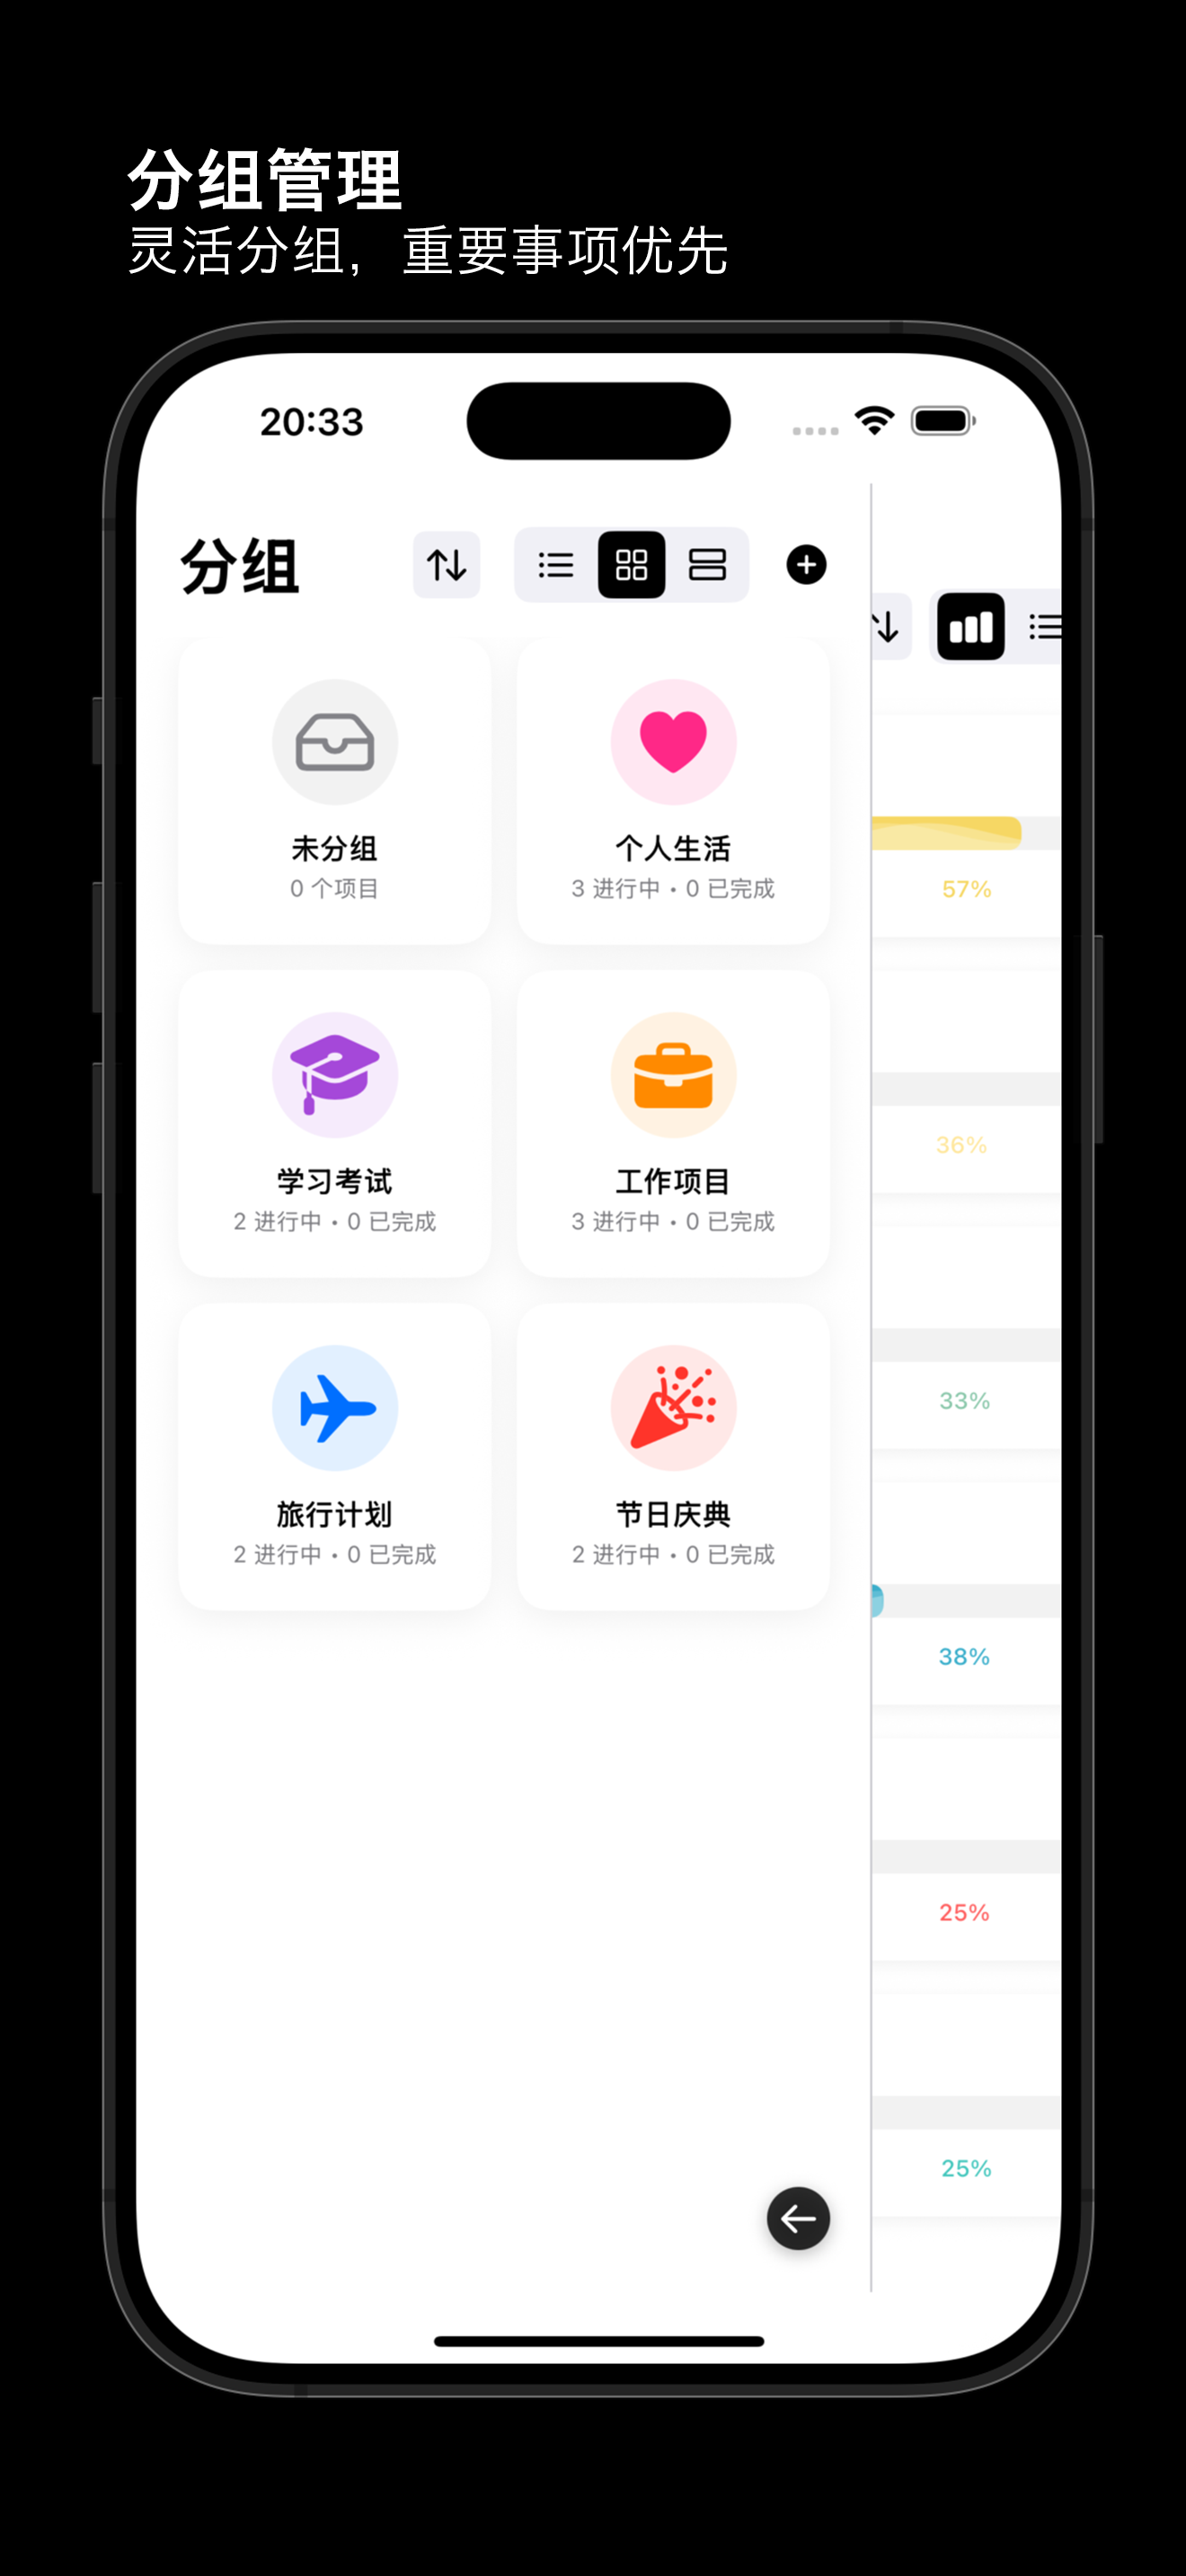 分组管理
灵活分组，重要事项优先
20:33
分组
未分组
0 个项目
个人生活
3 进行中 • 0 已完成
学习考试
2 进行中 • 0 已完成
工作项目
3 进行中 • 0 已完成
旅行计划
2 进行中 • 0 已完成
节日庆典
2 进行中 • 0 已完成
57%
36%
33%
38%
25%
25%